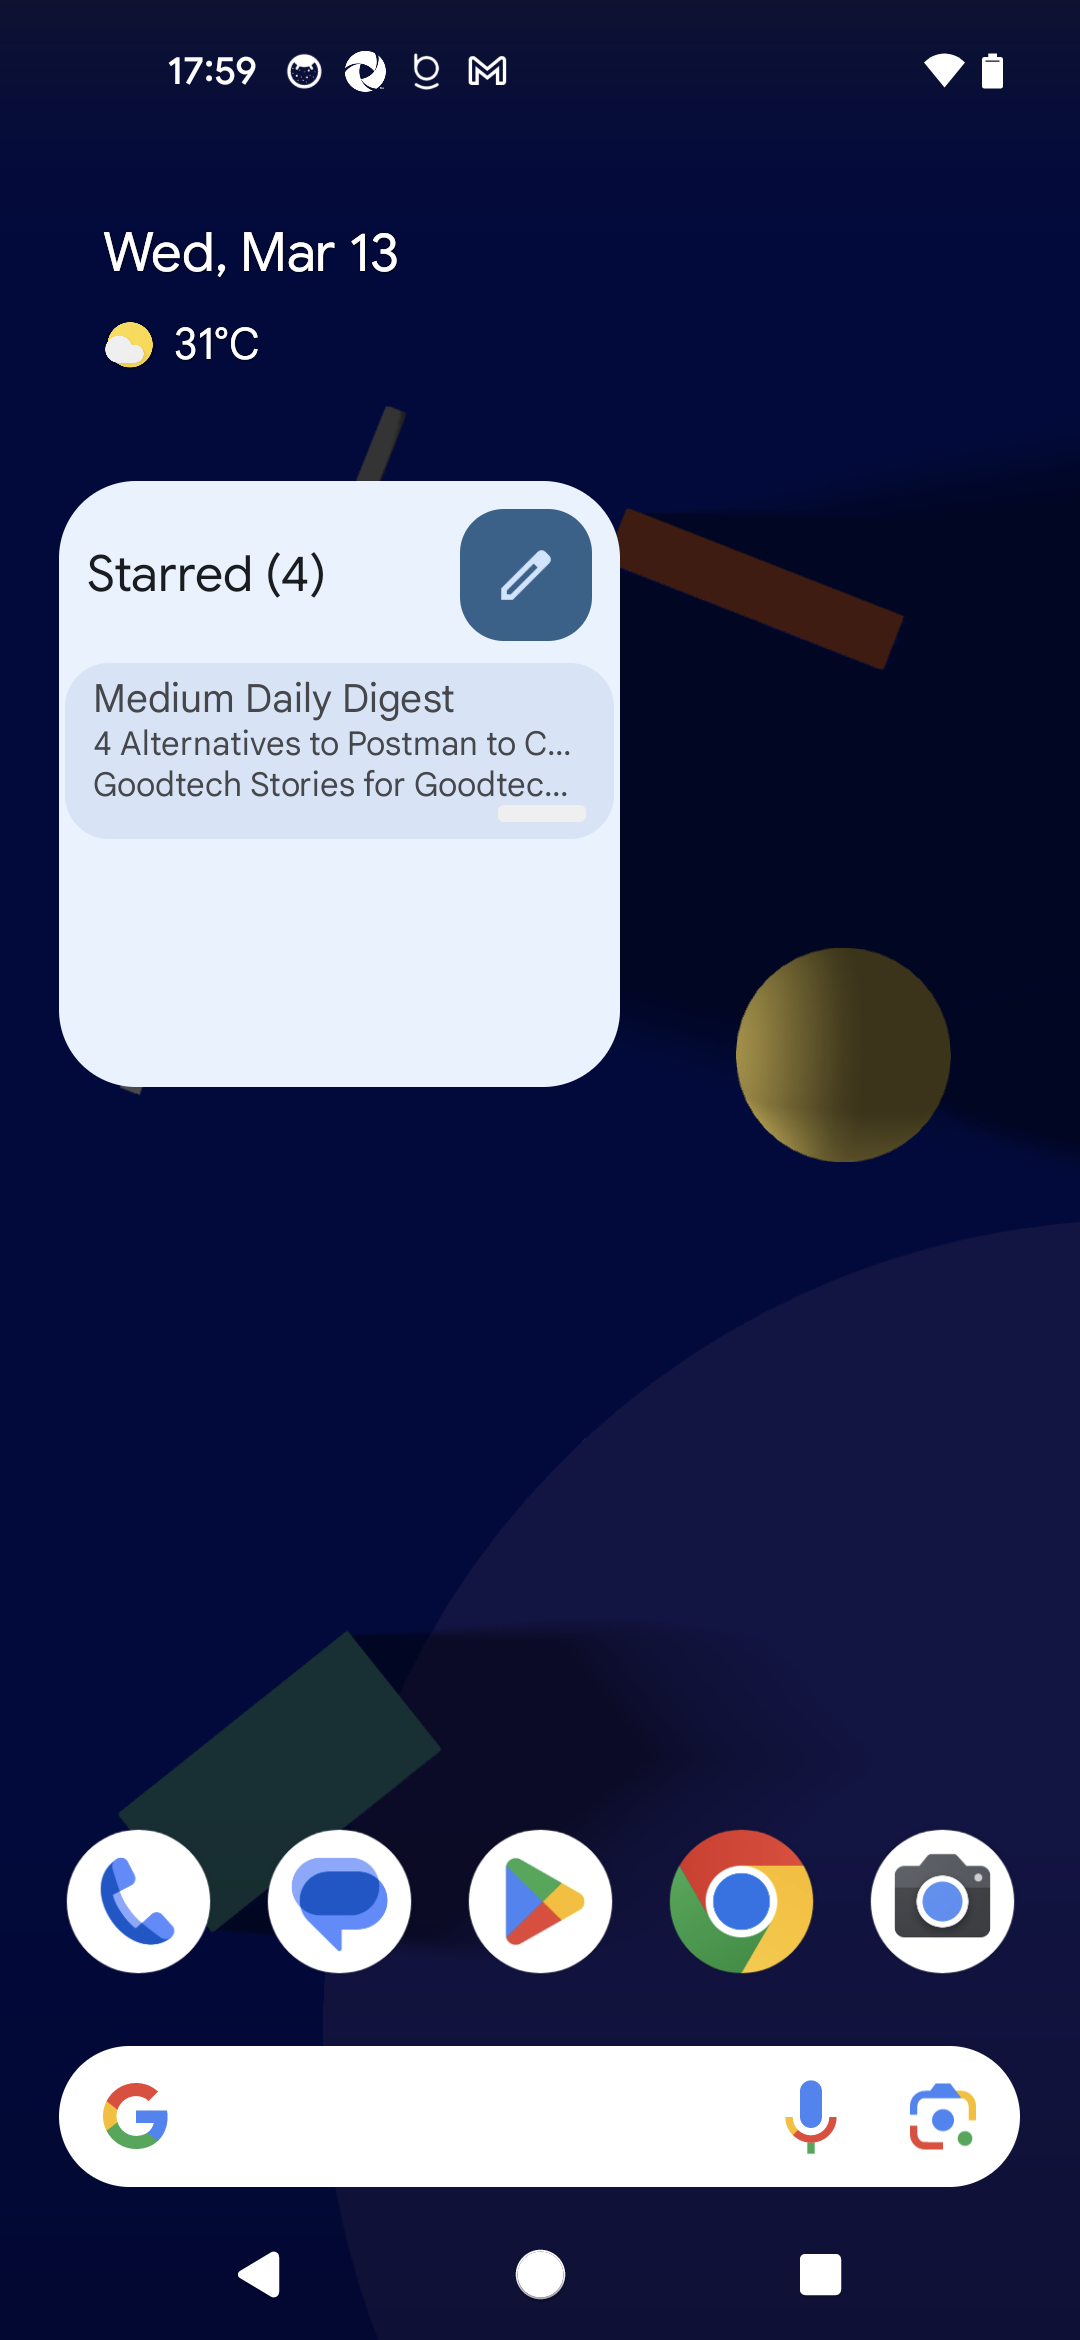 17:59
Wed, Mar 13
31°C
Starred (4)
Medium Daily Digest
4 Alternatives to Postman to C...
Goodtech Stories for Goodtec...